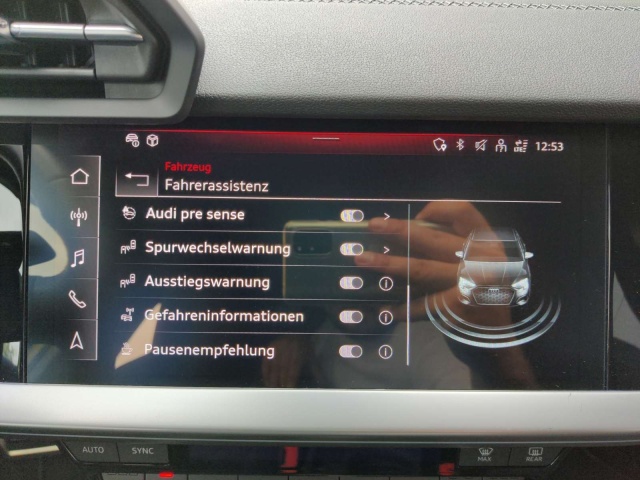 12:53
Fahrzeug
Fahrerassistenz
Audi pre sense
Spurwechselwarnung
Ausstiegswarnung
Gefahreninformationen
Pausenempfehlung
AUTO
SYNC
MAX
REAR